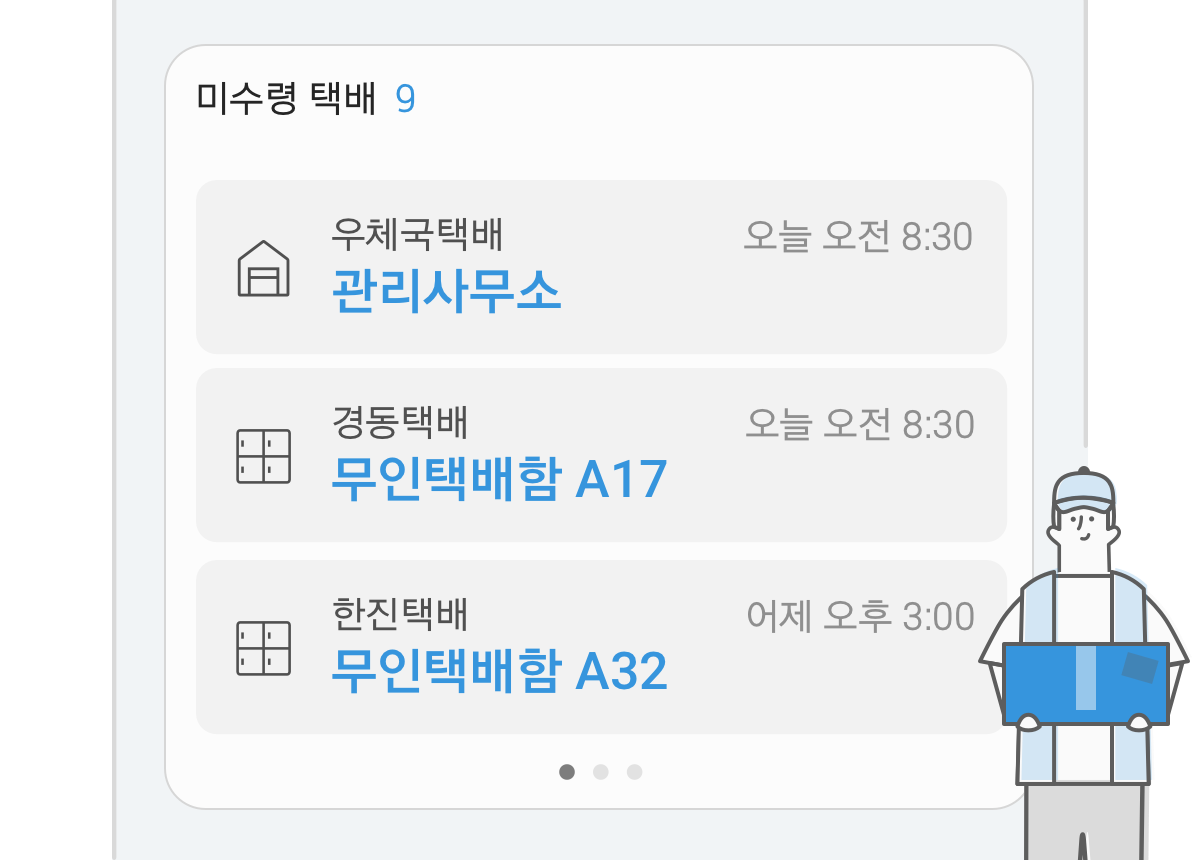 미수령 택배 9
우체국택배 오늘 오전 8:30
관리사무소
경동택배 오늘 오전 8:30
무인택배함 A17
한진택배 어제 오후 3:00
무인택배함 A32